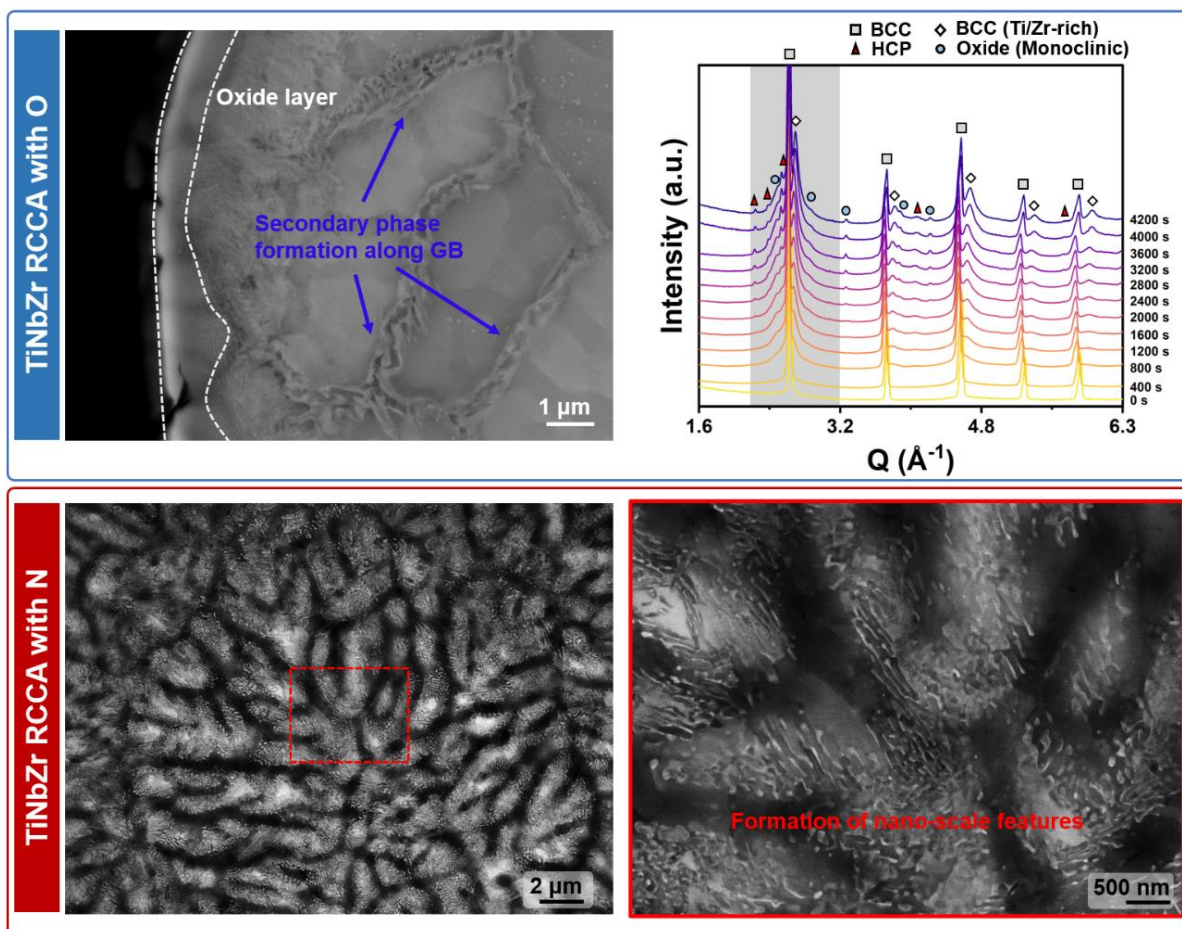 TiNbZr RCCA with O
Oxide layer
Secondary phase
formation along GB
1 µm
BCC
BCC (Ti/Zr-rich)
HCP
Oxide (Monoclinic)
Intensity (a.u.)
4200 s
4000 s
3600 s
3200 s
2800 s
2400 s
2000 s
1600 s
1200 s
800 s
400 s
0 s
1.6
3.2
4.8
6.3
Q (Å⁻¹)
TiNbZr RCCA with N
2 µm
Formation of nano-scale features
500 nm